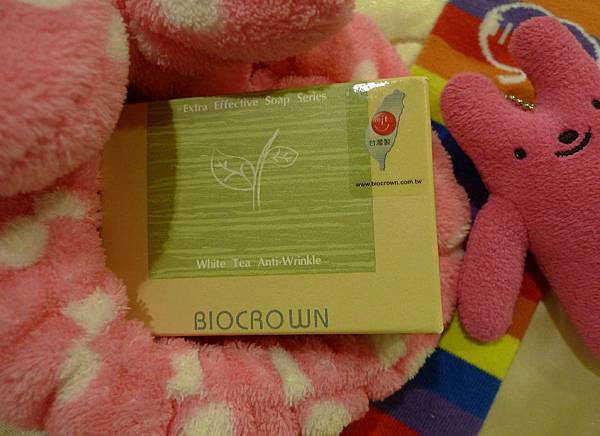 Extra Effective Soap Series
台灣製
www.biocrown.com.tw
White Tea Anti-Wrinkle
BIOCROWN